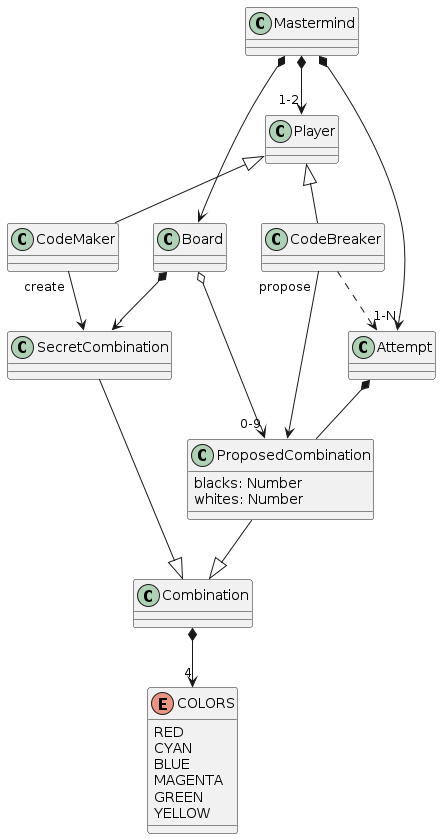 C Mastermind
1-2
C Player
C CodeMaker
C Board
C CodeBreaker
create
propose
1-N
C SecretCombination
C Attempt
0-9
C ProposedCombination
blacks: Number
whites: Number
C Combination
4
E COLORS
RED
CYAN
BLUE
MAGENTA
GREEN
YELLOW